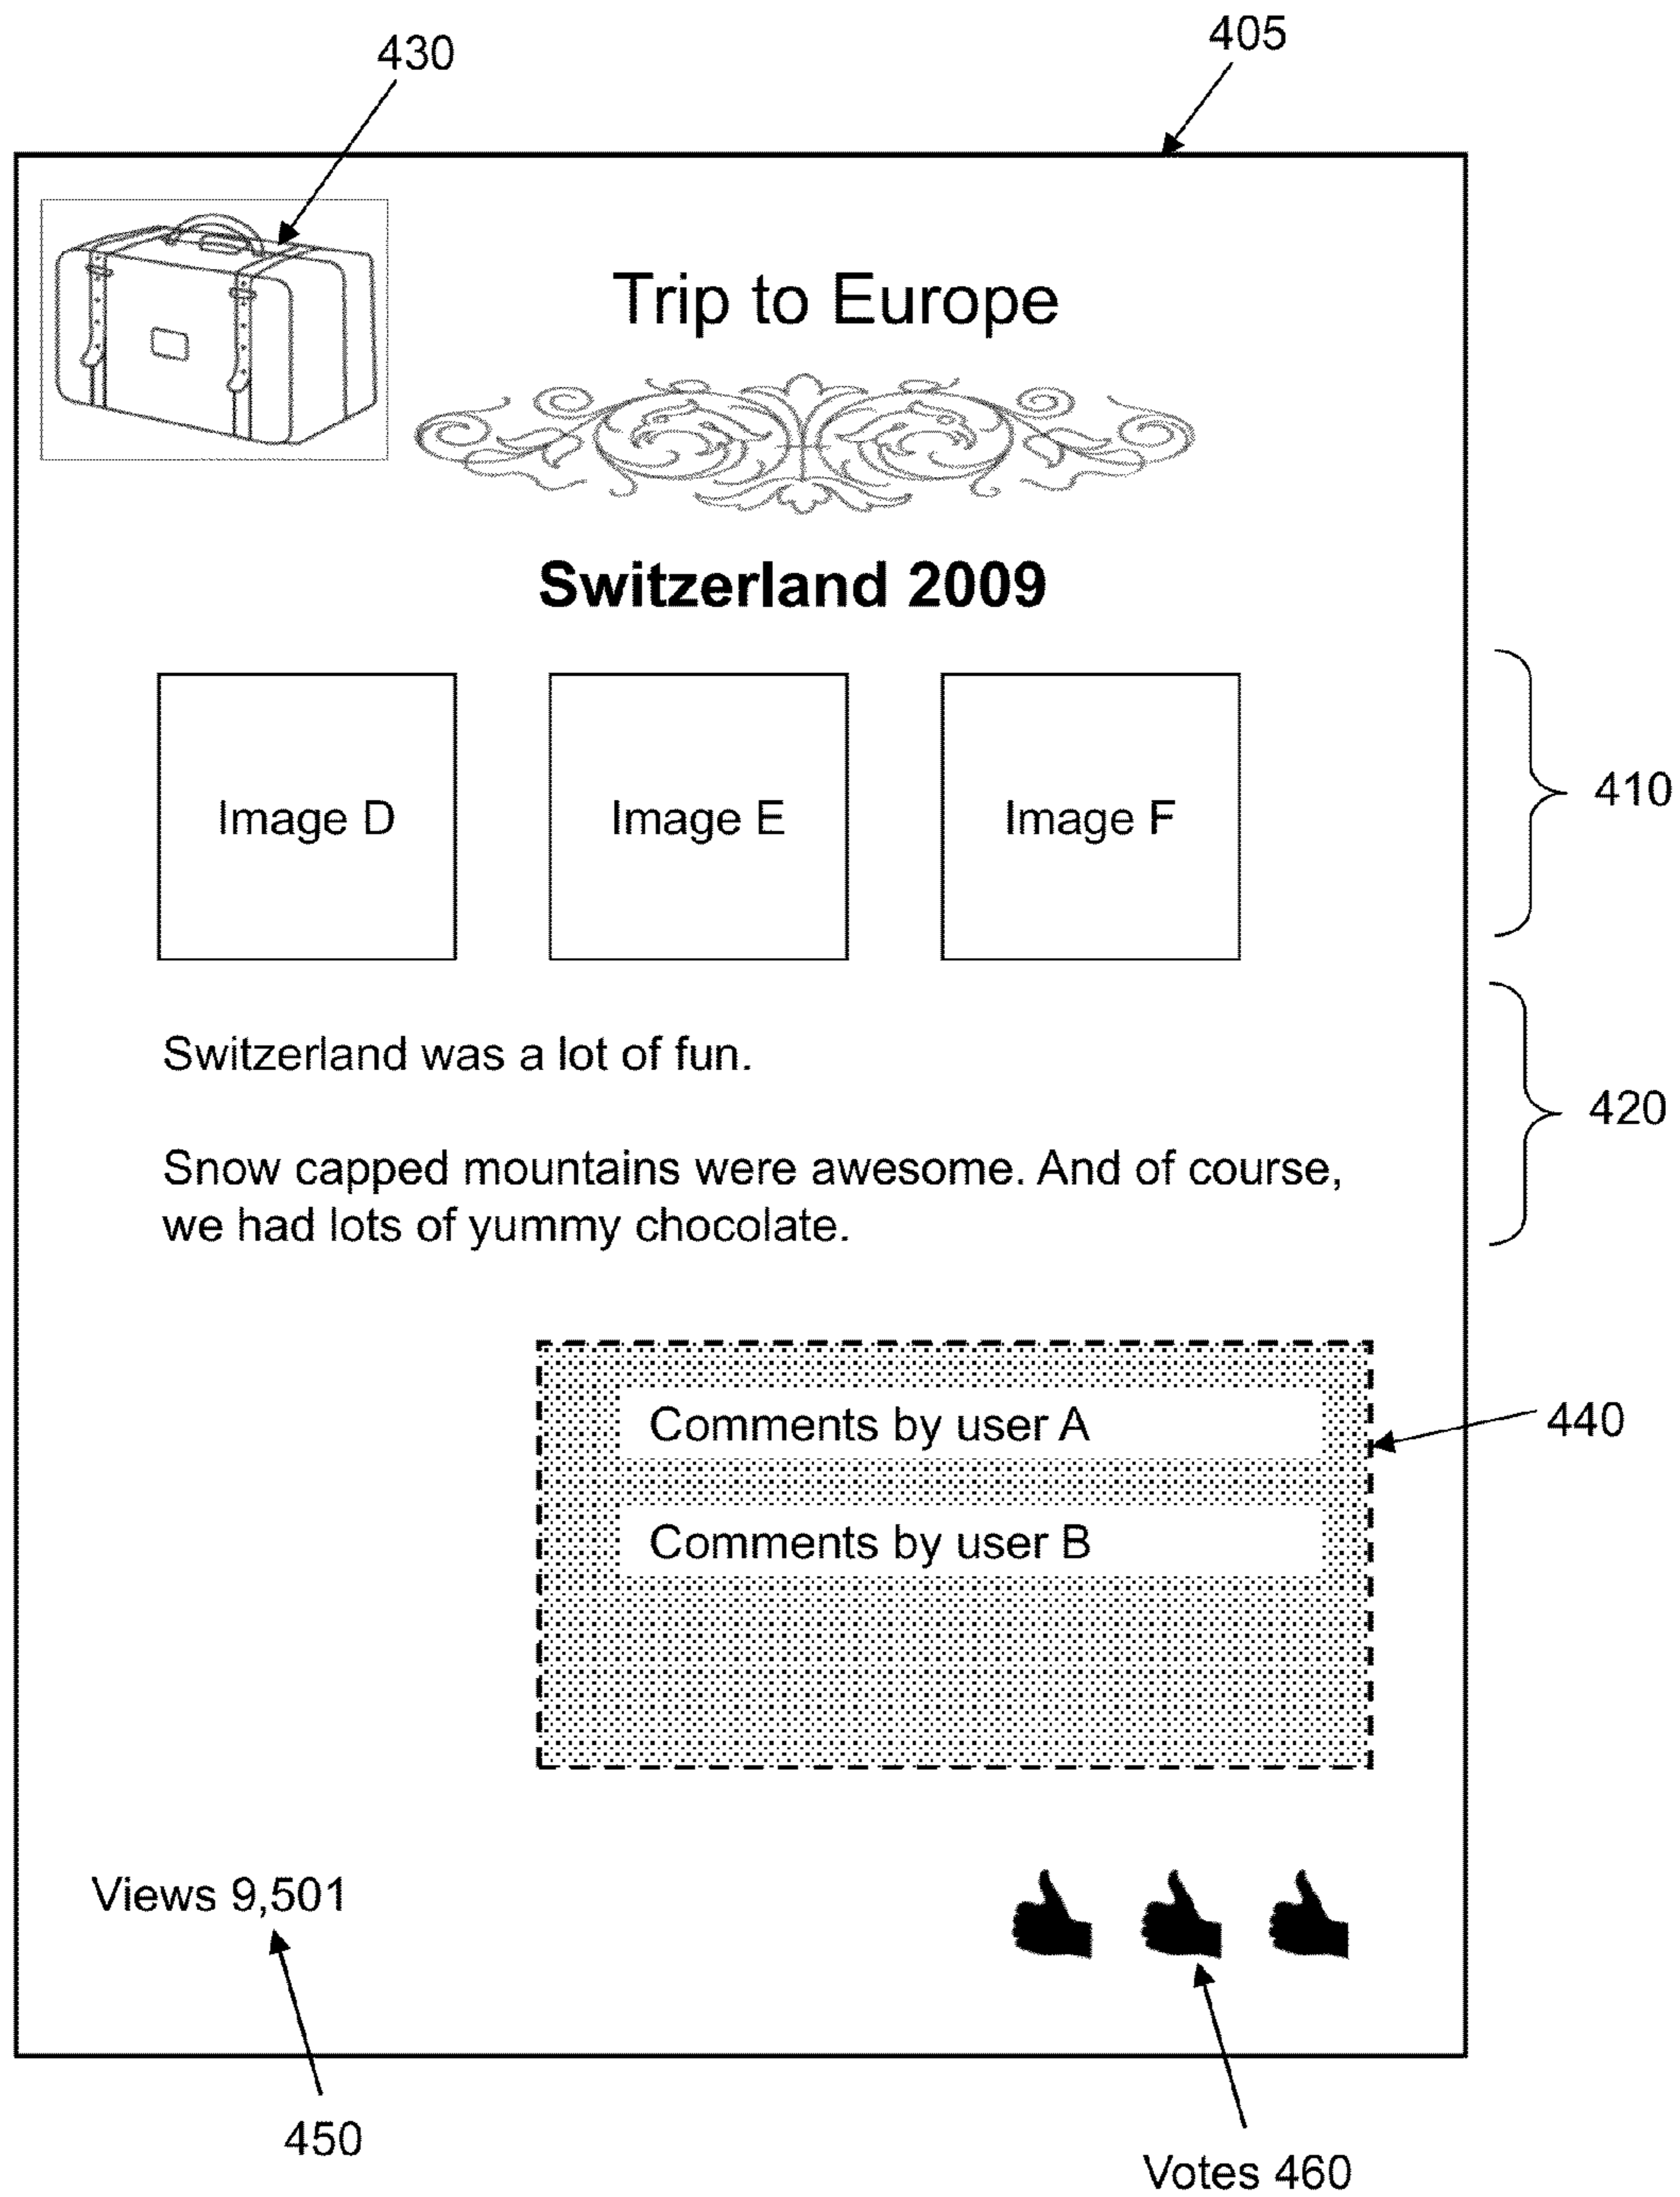 430
405
Trip to Europe
Switzerland 2009
Image D
Image E
Image F
410
Switzerland was a lot of fun.
420
Snow capped mountains were awesome. And of course,
we had lots of yummy chocolate.
Comments by user A
440
Comments by user B
Views 9,501
450
Votes 460